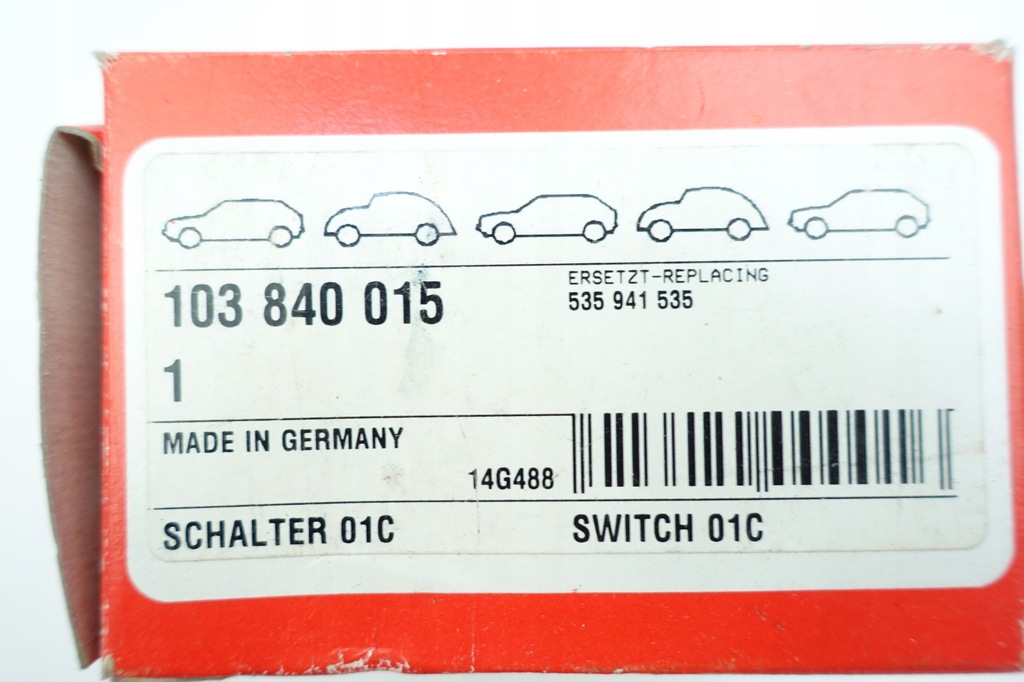 103 840 015
ERSETZT-REPLACING
535 941 535
1
MADE IN GERMANY
14G488
SCHALTER 01C SWITCH 01C